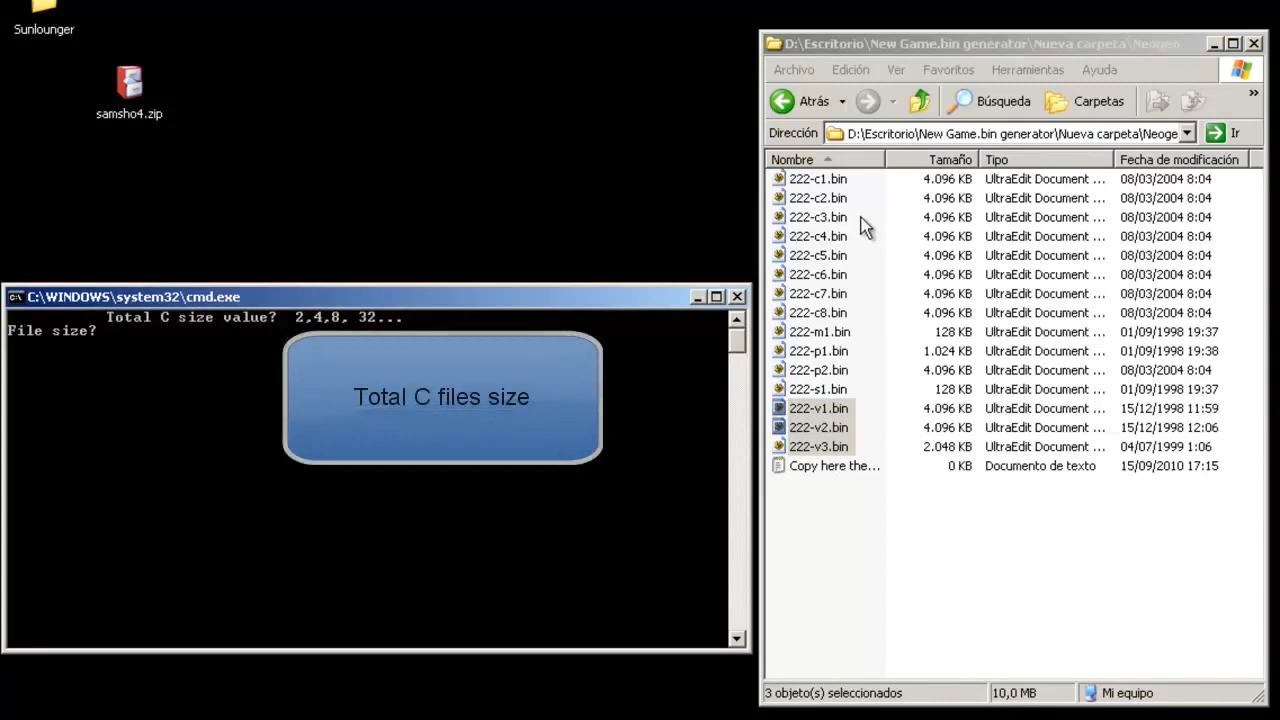 Sunlounger
samsho4.zip
C:\WINDOWS\system32\cmd.exe
Total C size value?  2,4,8, 32...
File size?
Total C files size
D:\Escritorio\New Game.bin generator\Nueva carpeta\Neogeo
Archivo Edición Ver Favoritos Herramientas Ayuda
Atrás Búsqueda Carpetas »
Dirección D:\Escritorio\New Game.bin generator\Nueva carpeta\Neoge Ir
Nombre Tamaño Tipo Fecha de modificación
222-c1.bin 4.096 KB UltraEdit Document ... 08/03/2004 8:04
222-c2.bin 4.096 KB UltraEdit Document ... 08/03/2004 8:04
222-c3.bin 4.096 KB UltraEdit Document ... 08/03/2004 8:04
222-c4.bin 4.096 KB UltraEdit Document ... 08/03/2004 8:04
222-c5.bin 4.096 KB UltraEdit Document ... 08/03/2004 8:04
222-c6.bin 4.096 KB UltraEdit Document ... 08/03/2004 8:04
222-c7.bin 4.096 KB UltraEdit Document ... 08/03/2004 8:04
222-c8.bin 4.096 KB UltraEdit Document ... 08/03/2004 8:04
222-m1.bin 128 KB UltraEdit Document ... 01/09/1998 19:37
222-p1.bin 1.024 KB UltraEdit Document ... 01/09/1998 19:38
222-p2.bin 4.096 KB UltraEdit Document ... 08/03/2004 8:04
222-s1.bin 128 KB UltraEdit Document ... 01/09/1998 19:37
222-v1.bin 4.096 KB UltraEdit Document ... 15/12/1998 11:59
222-v2.bin 4.096 KB UltraEdit Document ... 15/12/1998 12:06
222-v3.bin 2.048 KB UltraEdit Document ... 04/07/1999 1:06
Copy here the... 0 KB Documento de texto 15/09/2010 17:15
3 objeto(s) seleccionados 10,0 MB Mi equipo